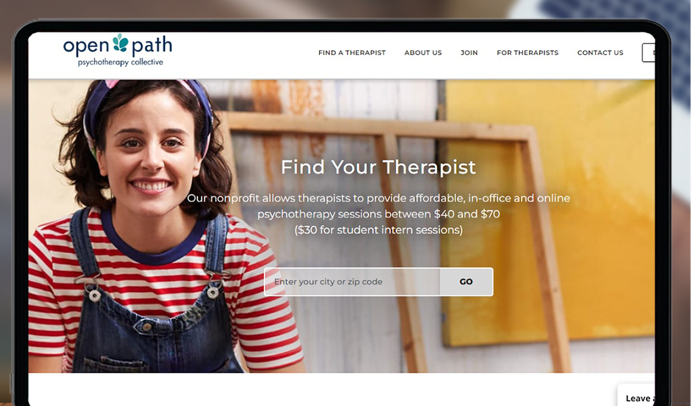 open path
psychotherapy collective
FIND A THERAPIST
ABOUT US
JOIN
FOR THERAPISTS
CONTACT US
Find Your Therapist
Our nonprofit allows therapists to provide affordable, in-office and online
psychotherapy sessions between $40 and $70
($30 for student intern sessions)
Enter your city or zip code
GO
Leave